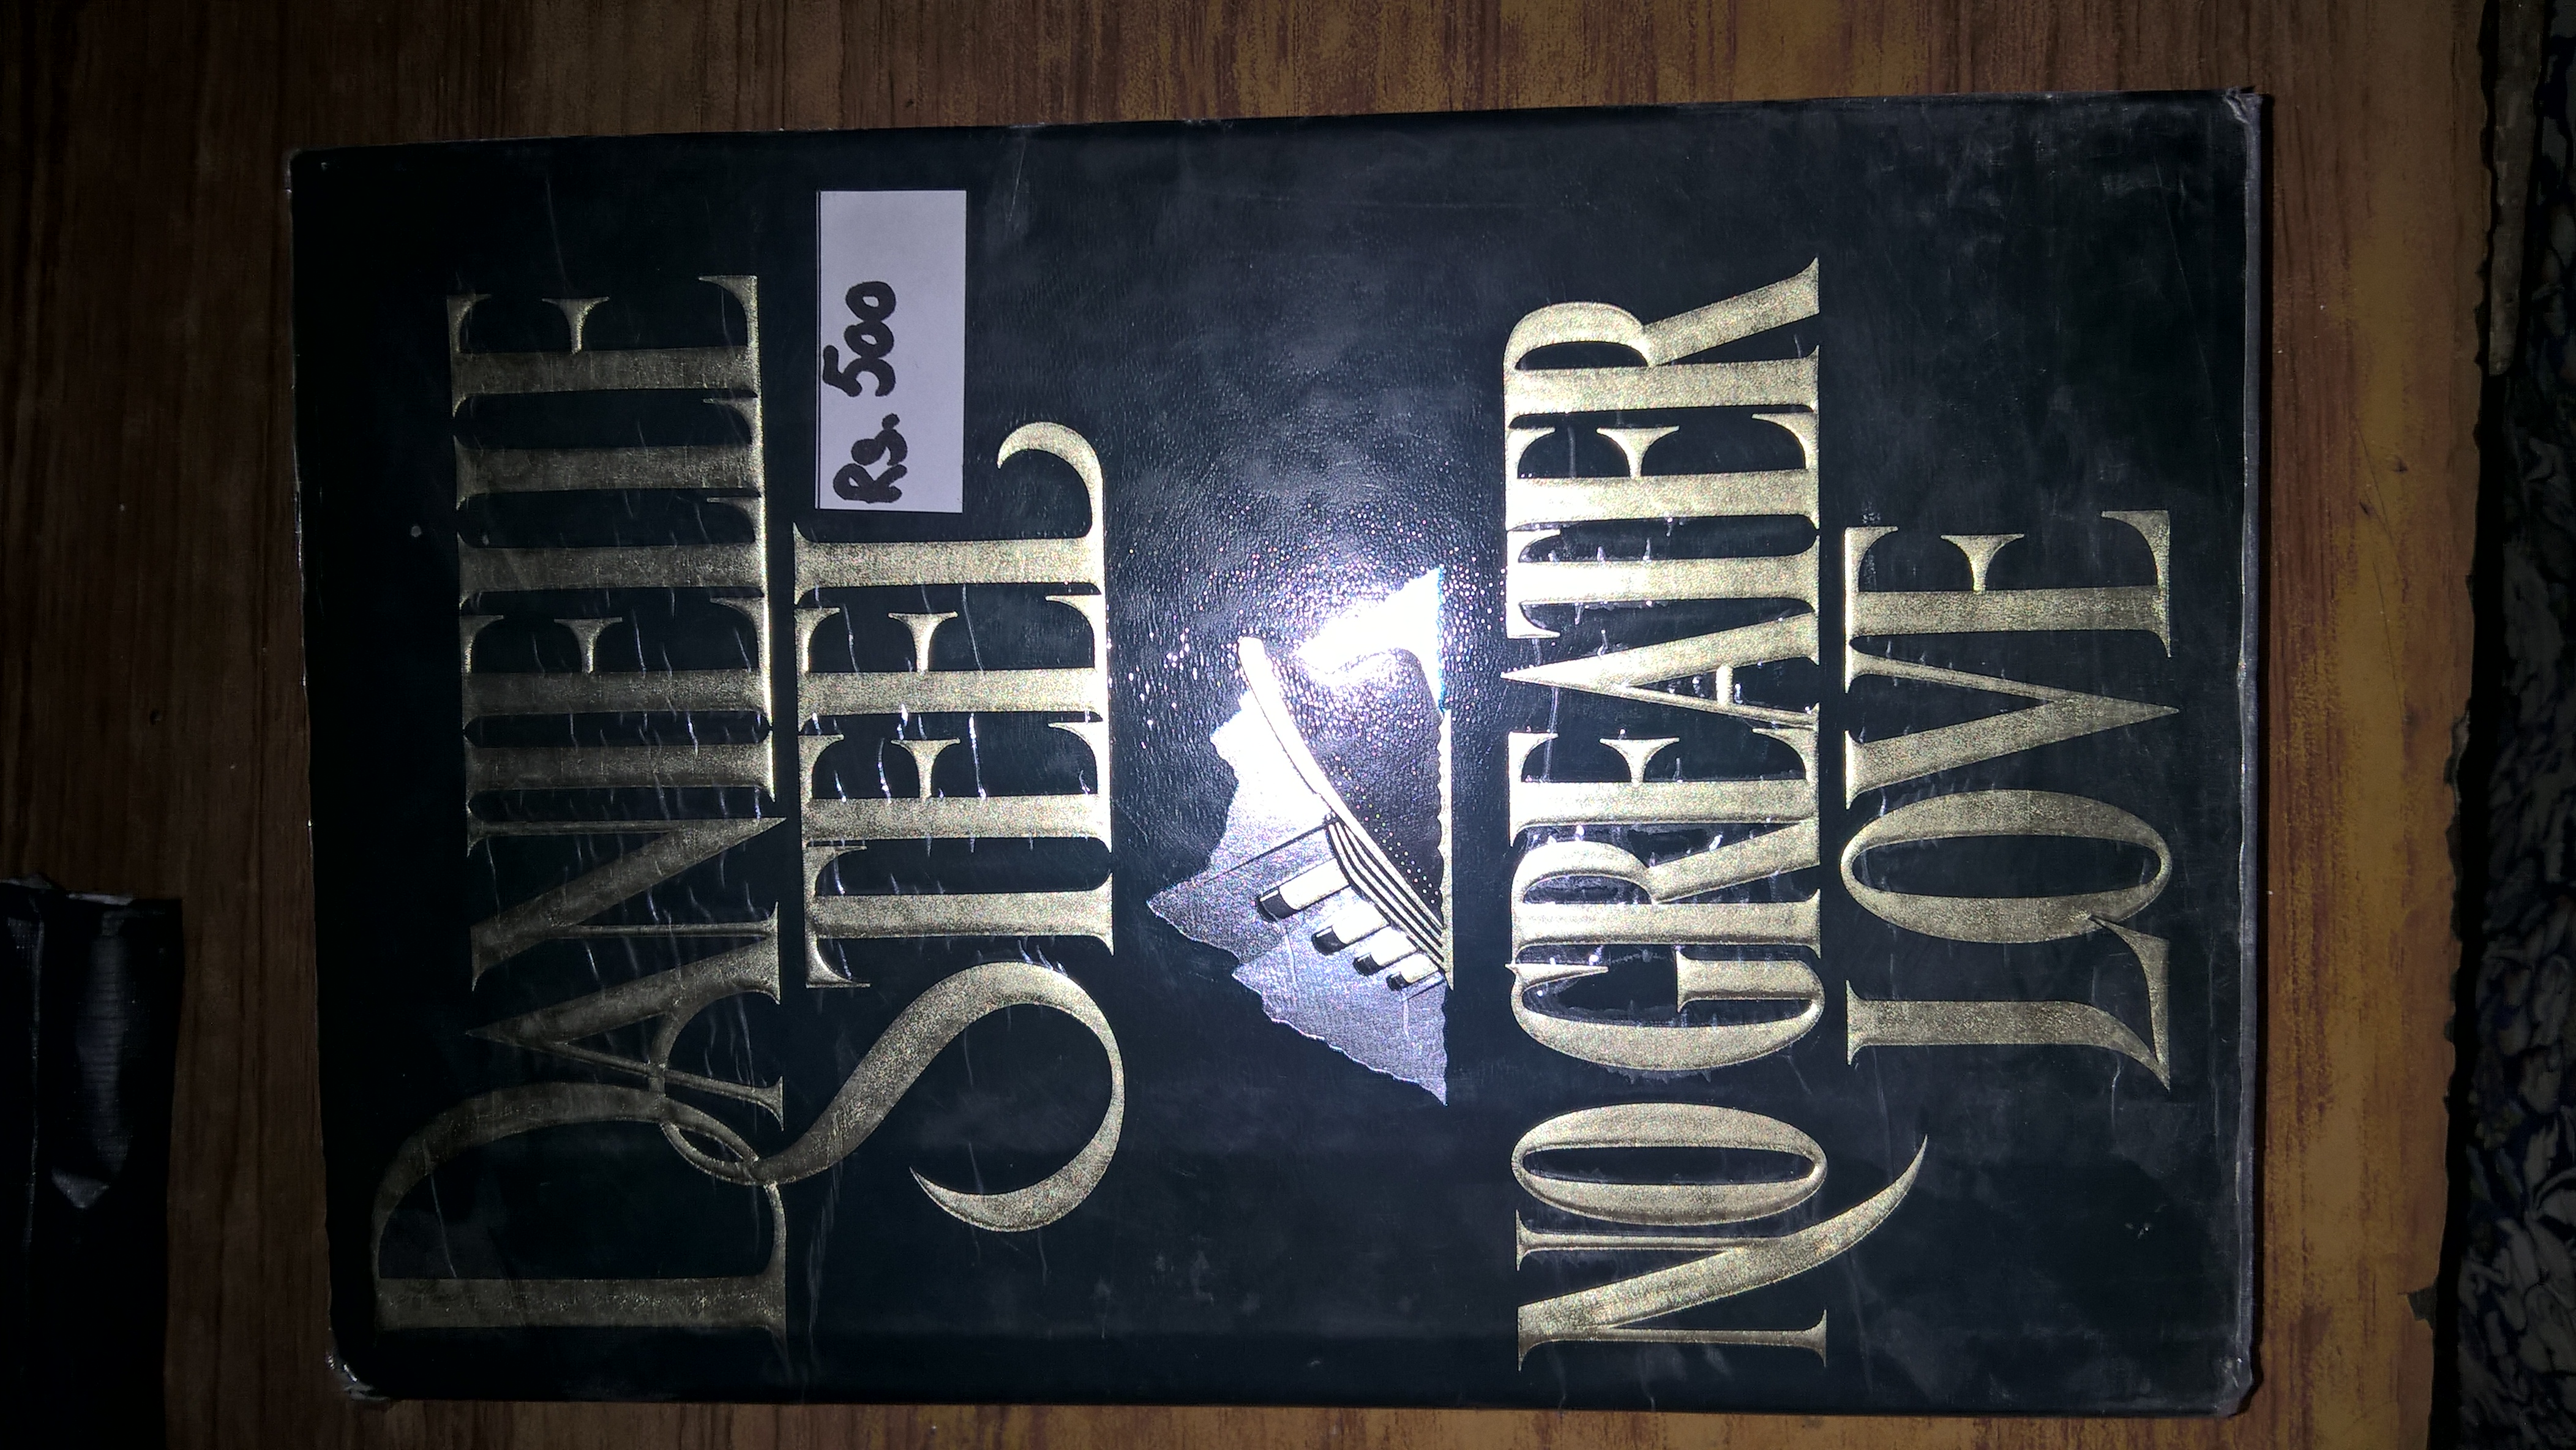 DANIELLE
STEEL
Rs. 500
NO GREATER
LOVE